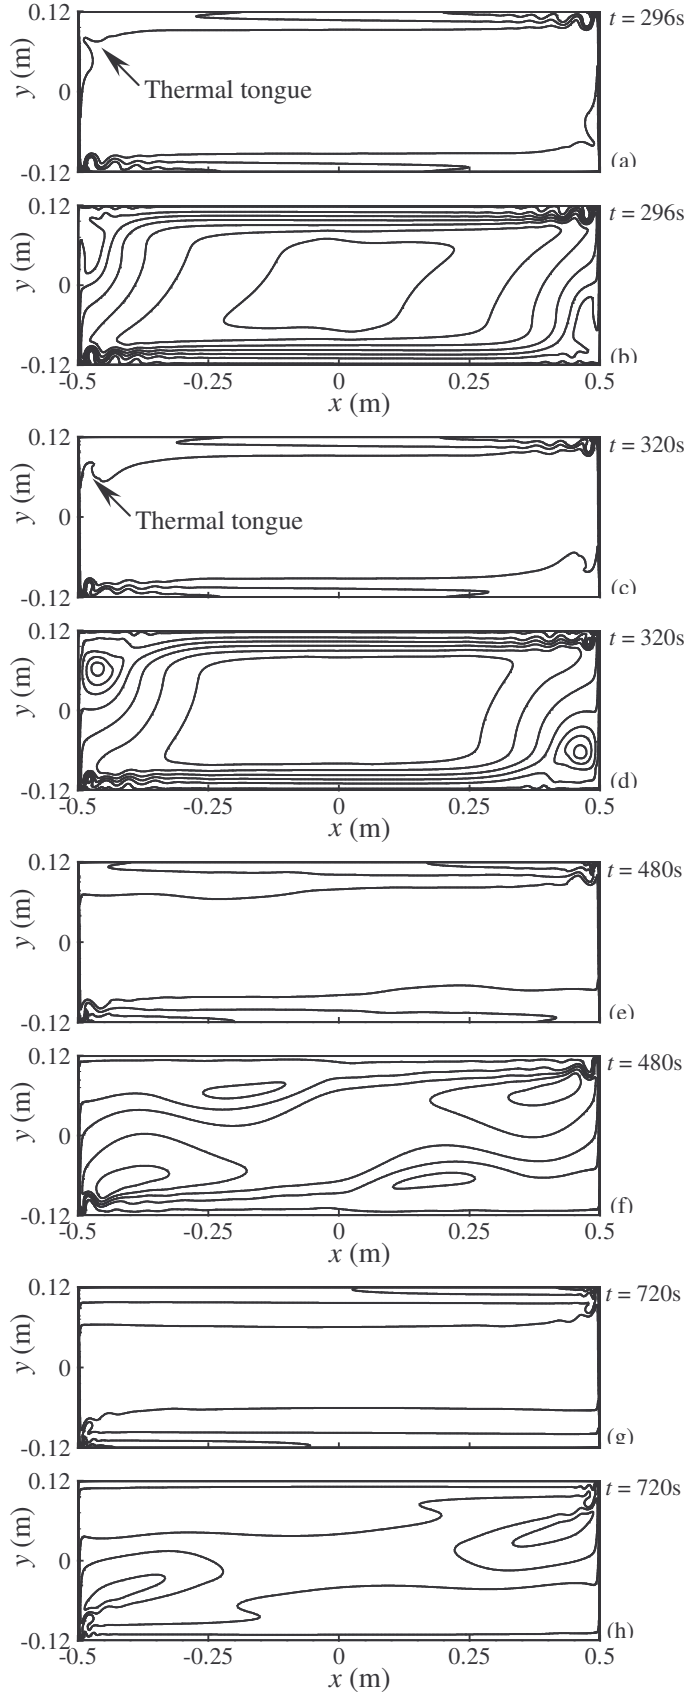 0.12
t = 296s
y (m)
Thermal tongue
0
-0.12
(a)
0.12
t = 296s
y (m)
0
-0.12
(b)
-0.5 -0.25 0 0.25 0.5
x (m)
0.12
t = 320s
y (m)
0
Thermal tongue
-0.12
(c)
0.12
t = 320s
y (m)
0
-0.12
(d)
-0.5 -0.25 0 0.25 0.5
x (m)
0.12
t = 480s
y (m)
0
-0.12
(e)
0.12
t = 480s
y (m)
0
-0.12
(f)
-0.5 -0.25 0 0.25 0.5
x (m)
0.12
t = 720s
y (m)
0
-0.12
(g)
0.12
t = 720s
y (m)
0
-0.12
(h)
-0.5 -0.25 0 0.25 0.5
x (m)